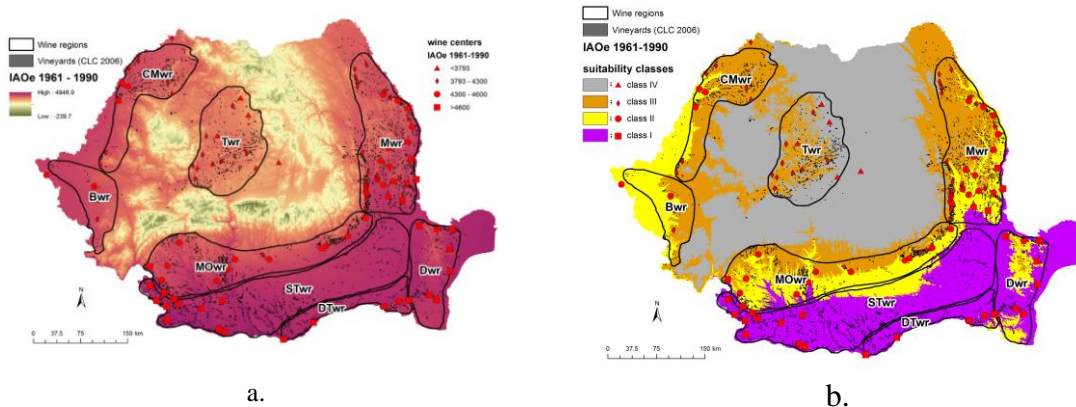 Wine regions
Vineyards (CLC 2006)
IAOe 1961 - 1990
High : 4946.9
Low : -239.7
wine centers
IAOe 1961-1990
<3793
3793 - 4300
4300 - 4600
>4600
CMwr
Twr
Mwr
Bwr
MOwr
STwr
DTwr
Dwr
N
0 37.5 75 150 km
a.
Wine regions
Vineyards (CLC 2006)
IAOe 1961-1990
suitability classes
: class IV
: class III
: class II
: class I
CMwr
Twr
Mwr
Bwr
MOwr
STwr
DTwr
Dwr
N
0 37.5 75 150 km
b.